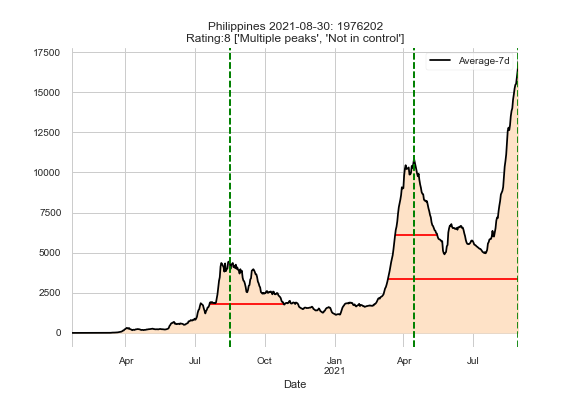 Philippines 2021-08-30: 1976202
Rating:8 ['Multiple peaks', 'Not in control']
Average-7d
17500
15000
12500
10000
7500
5000
2500
0
Apr Jul Oct Jan Apr Jul
2021
Date